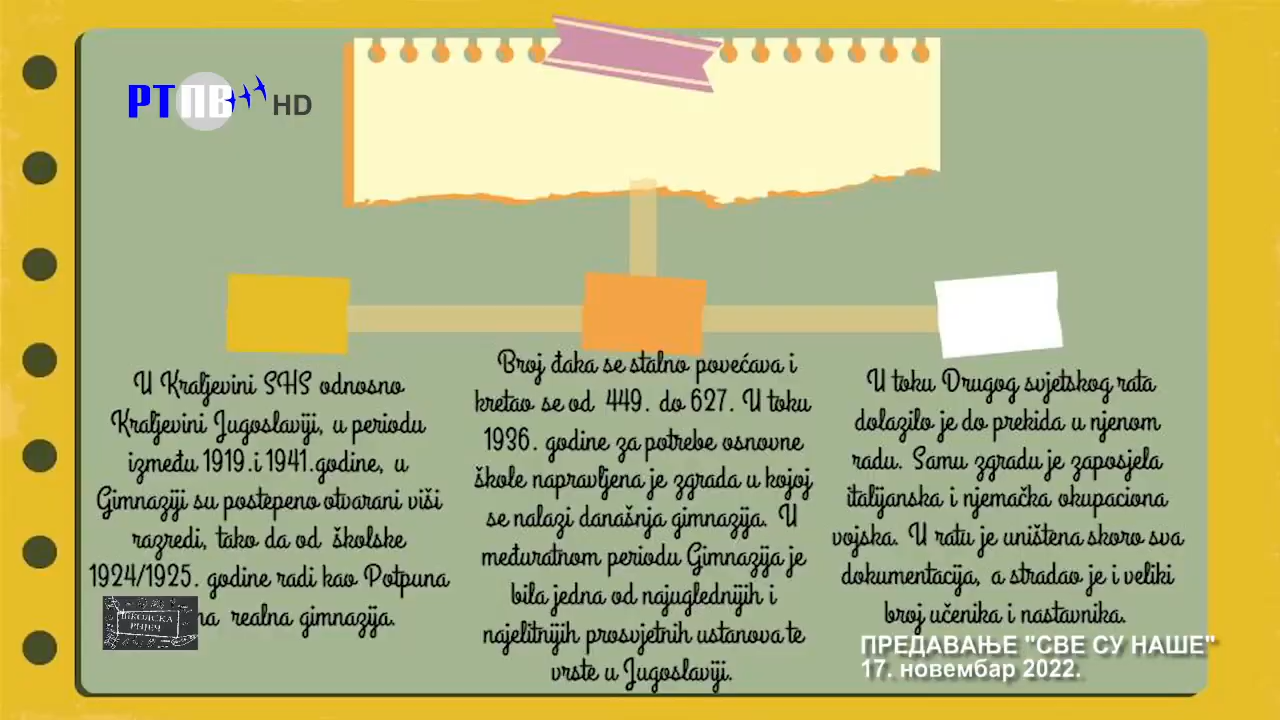 РТПВ HD
U Kraljevini SHS odnosno
Kraljevini Jugoslaviji, u periodu
između 1919.i 1941.godine, u
Gimnaziji su postepeno otvarani viši
razredi, tako da od školske
1924/1925. godine radi kao Potpuna
na realna gimnazija.
Broj đaka se stalno povećava i
kretao se od 449. do 627. U toku
1936. godine za potrebe osnovne
škole napravljena je zgrada u kojoj
se nalazi današnja gimnazija. U
međuratnom periodu Gimnazija je
bila jedna od najuglednijih i
najelitnijih prosvjetnih ustanova te
vrste u Jugoslaviji.
U toku Drugog svjetskog rata
dolazilo je do prekida u njenom
radu. Samu zgradu je zaposjela
italijanska i njemačka okupaciona
vojska. U ratu je uništena skoro sva
dokumentacija, a stradao je i veliki
broj učenika i nastavnika.
ШКОЛСКА
РИЈЕЧ
ПРЕДАВАЊЕ "СВЕ СУ НАШЕ"
17. новембар 2022.